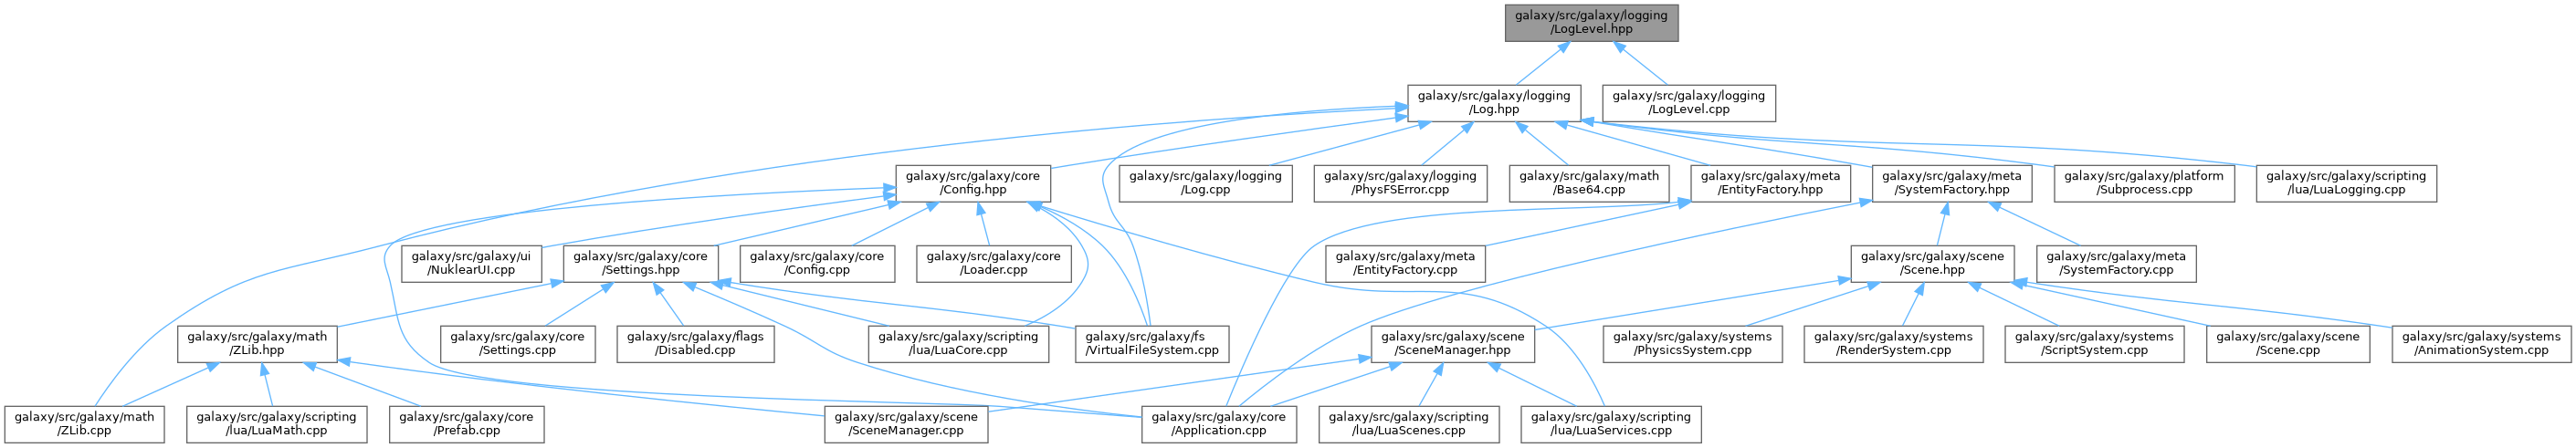 galaxy/src/galaxy/logging
/LogLevel.hpp
galaxy/src/galaxy/logging
/Log.hpp
galaxy/src/galaxy/logging
/LogLevel.cpp
galaxy/src/galaxy/core
/Config.hpp
galaxy/src/galaxy/logging
/Log.cpp
galaxy/src/galaxy/logging
/PhysFSError.cpp
galaxy/src/galaxy/math
/Base64.cpp
galaxy/src/galaxy/meta
/EntityFactory.hpp
galaxy/src/galaxy/meta
/SystemFactory.hpp
galaxy/src/galaxy/platform
/Subprocess.cpp
galaxy/src/galaxy/scripting
/lua/LuaLogging.cpp
galaxy/src/galaxy/ui
/NuklearUI.cpp
galaxy/src/galaxy/core
/Settings.hpp
galaxy/src/galaxy/core
/Config.cpp
galaxy/src/galaxy/core
/Loader.cpp
galaxy/src/galaxy/meta
/EntityFactory.cpp
galaxy/src/galaxy/scene
/Scene.hpp
galaxy/src/galaxy/meta
/SystemFactory.cpp
galaxy/src/galaxy/math
/ZLib.hpp
galaxy/src/galaxy/core
/Settings.cpp
galaxy/src/galaxy/flags
/Disabled.cpp
galaxy/src/galaxy/scripting
/lua/LuaCore.cpp
galaxy/src/galaxy/fs
/VirtualFileSystem.cpp
galaxy/src/galaxy/scene
/SceneManager.hpp
galaxy/src/galaxy/systems
/PhysicsSystem.cpp
galaxy/src/galaxy/systems
/RenderSystem.cpp
galaxy/src/galaxy/systems
/ScriptSystem.cpp
galaxy/src/galaxy/scene
/Scene.cpp
galaxy/src/galaxy/systems
/AnimationSystem.cpp
galaxy/src/galaxy/math
/ZLib.cpp
galaxy/src/galaxy/scripting
/lua/LuaMath.cpp
galaxy/src/galaxy/core
/Prefab.cpp
galaxy/src/galaxy/scene
/SceneManager.cpp
galaxy/src/galaxy/core
/Application.cpp
galaxy/src/galaxy/scripting
/lua/LuaScenes.cpp
galaxy/src/galaxy/scripting
/lua/LuaServices.cpp